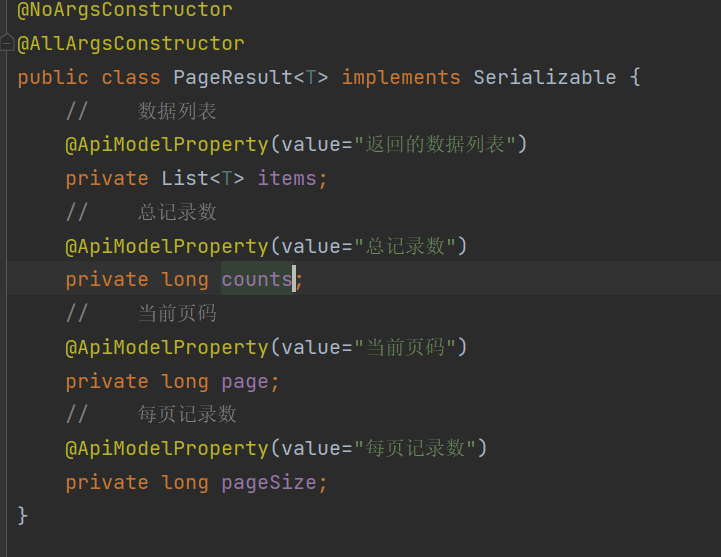 @NoArgsConstructor
@AllArgsConstructor
public class PageResult<T> implements Serializable {
//    数据列表
@ApiModelProperty(value="返回的数据列表")
private List<T> items;
//    总记录数
@ApiModelProperty(value="总记录数")
private long counts;
//    当前页码
@ApiModelProperty(value="当前页码")
private long page;
//    每页记录数
@ApiModelProperty(value="每页记录数")
private long pageSize;
}